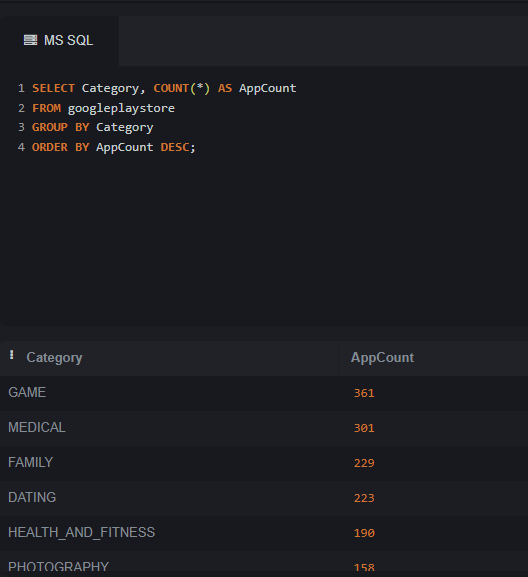 MS SQL
1 SELECT Category, COUNT(*) AS AppCount
2 FROM googleplaystore
3 GROUP BY Category
4 ORDER BY AppCount DESC;
Category AppCount
GAME 361
MEDICAL 301
FAMILY 229
DATING 223
HEALTH_AND_FITNESS 190
PHOTOGRAPHY 158